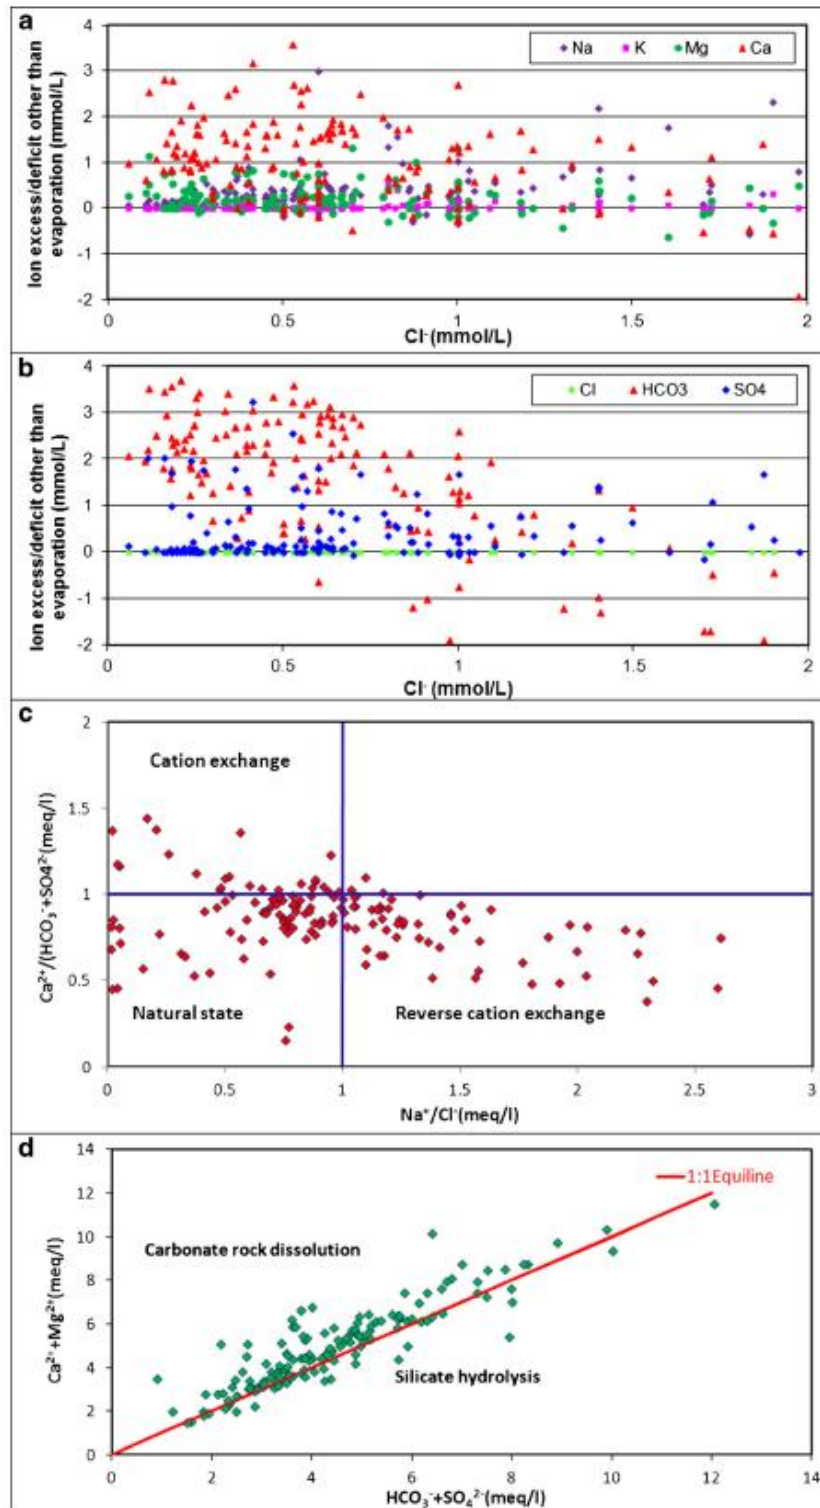 a
4
3
2
1
0
-1
-2
Ion excess/deficit other than
evaporation (mmol/L)
Na K Mg Ca
0 0.5 1 1.5 2
Cl⁻(mmol/L)
b
4
3
2
1
0
-1
-2
Ion excess/deficit other than
evaporation (mmol/L)
Cl HCO3 SO4
0 0.5 1 1.5 2
Cl⁻ (mmol/L)
c
2
1.5
1
0.5
0
Ca²⁺/(HCO₃⁻+SO4²⁻(meq/l)
Cation exchange
Natural state
Reverse cation exchange
0 0.5 1 1.5 2 2.5 3
Na⁺/Cl⁻(meq/l)
d
14
12
10
8
6
4
2
0
Ca²⁺+Mg²⁺(meq/l)
1:1Equiline
Carbonate rock dissolution
Silicate hydrolysis
0 2 4 6 8 10 12 14
HCO₃⁻+SO₄²⁻(meq/l)